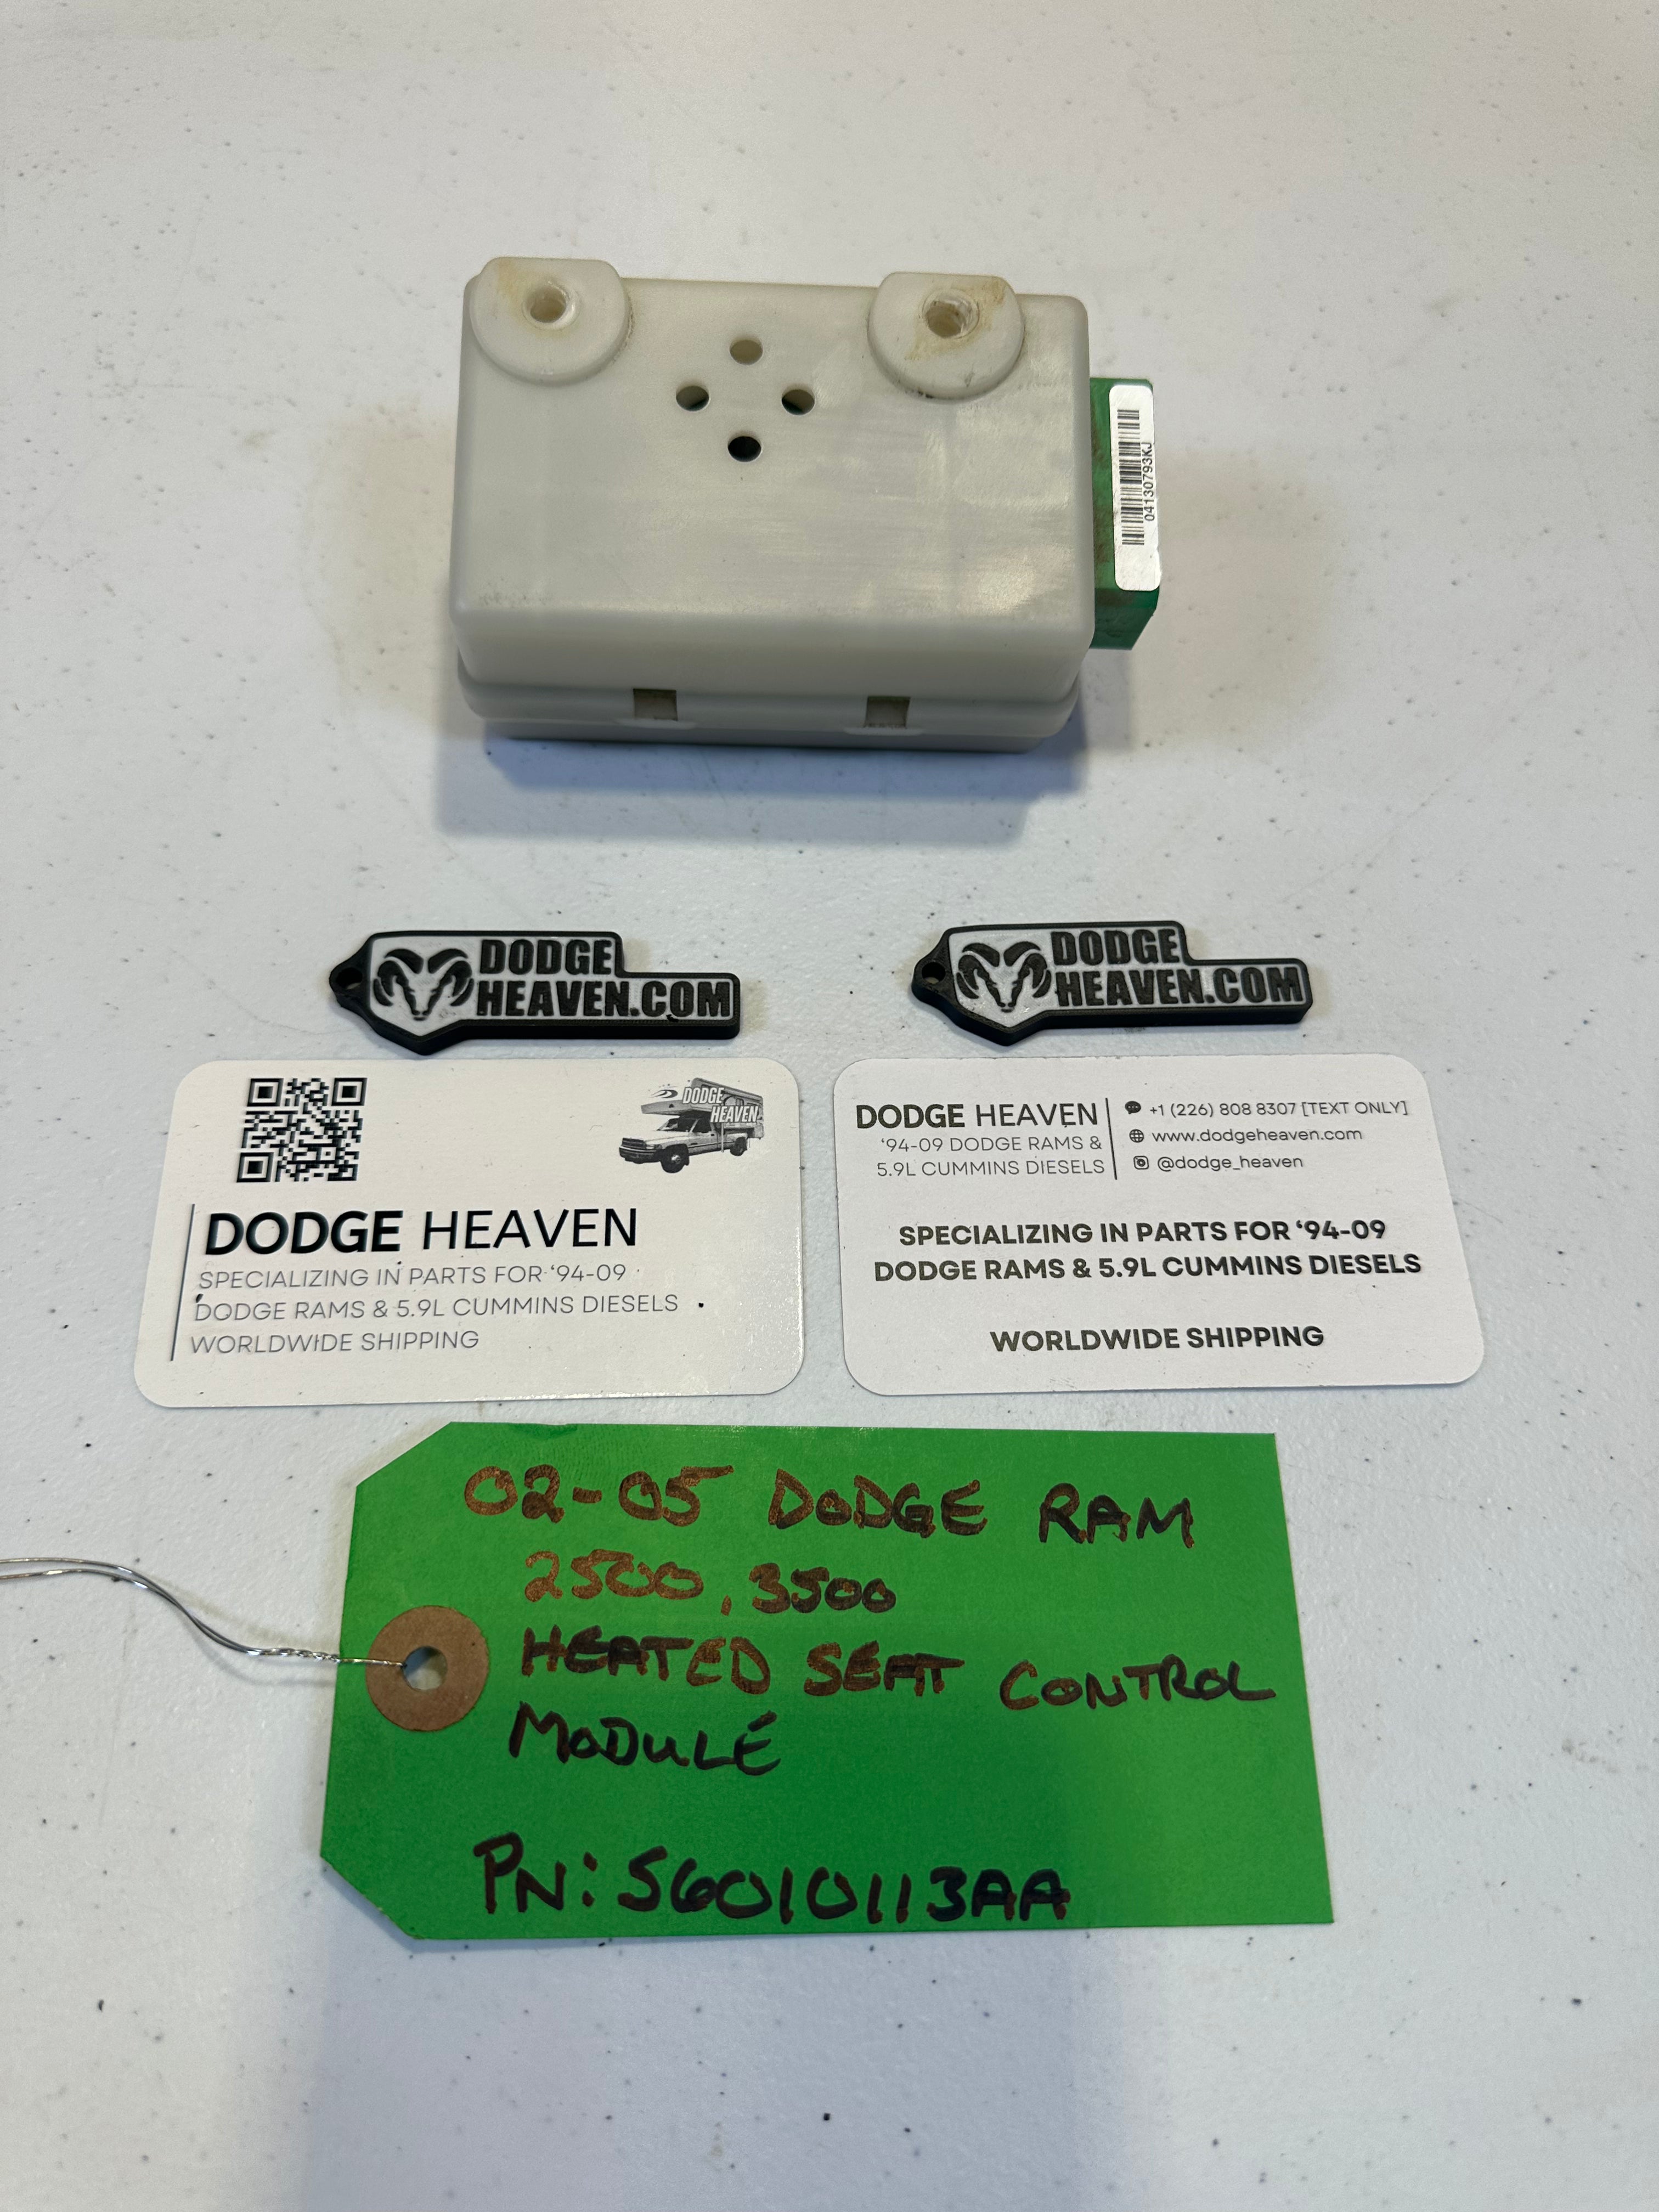 04130793KJ
DODGE
HEAVEN.COM
DODGE
HEAVEN.COM
DODGE
HEAVEN
DODGE HEAVEN
SPECIALIZING IN PARTS FOR ‘94-09
DODGE RAMS & 5.9L CUMMINS DIESELS
WORLDWIDE SHIPPING
DODGE HEAVEN
‘94-09 DODGE RAMS &
5.9L CUMMINS DIESELS
+1 (226) 808 8307 [TEXT ONLY]
www.dodgeheaven.com
@dodge_heaven
SPECIALIZING IN PARTS FOR ‘94-09
DODGE RAMS & 5.9L CUMMINS DIESELS
WORLDWIDE SHIPPING
02-05 DODGE RAM
2500, 3500
HEATED SEAT CONTROL
MODULE
PN: 56010113AA